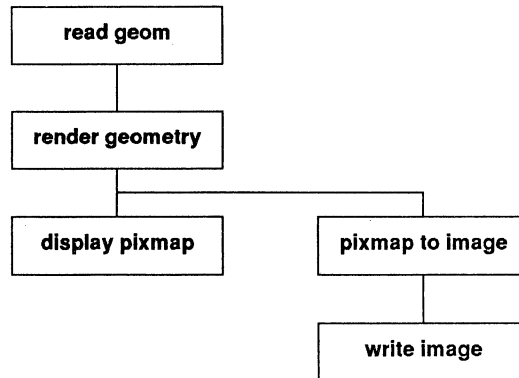 read geom
render geometry
display pixmap
pixmap to image
write image